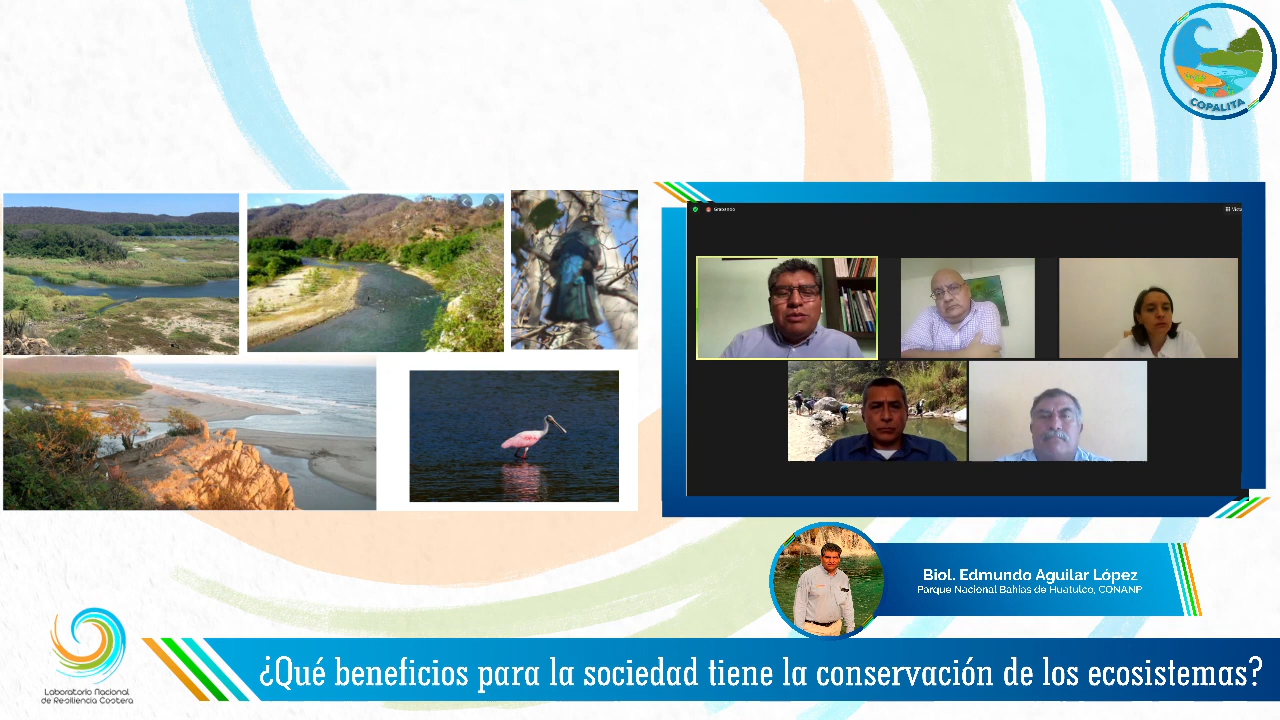 COPALITA
Grabando
Biol. Edmundo Aguilar López
Parque Nacional Bahías de Huatulco, CONANP
Laboratorio Nacional
de Resiliencia Costera
¿Qué beneficios para la sociedad tiene la conservación de los ecosistemas?